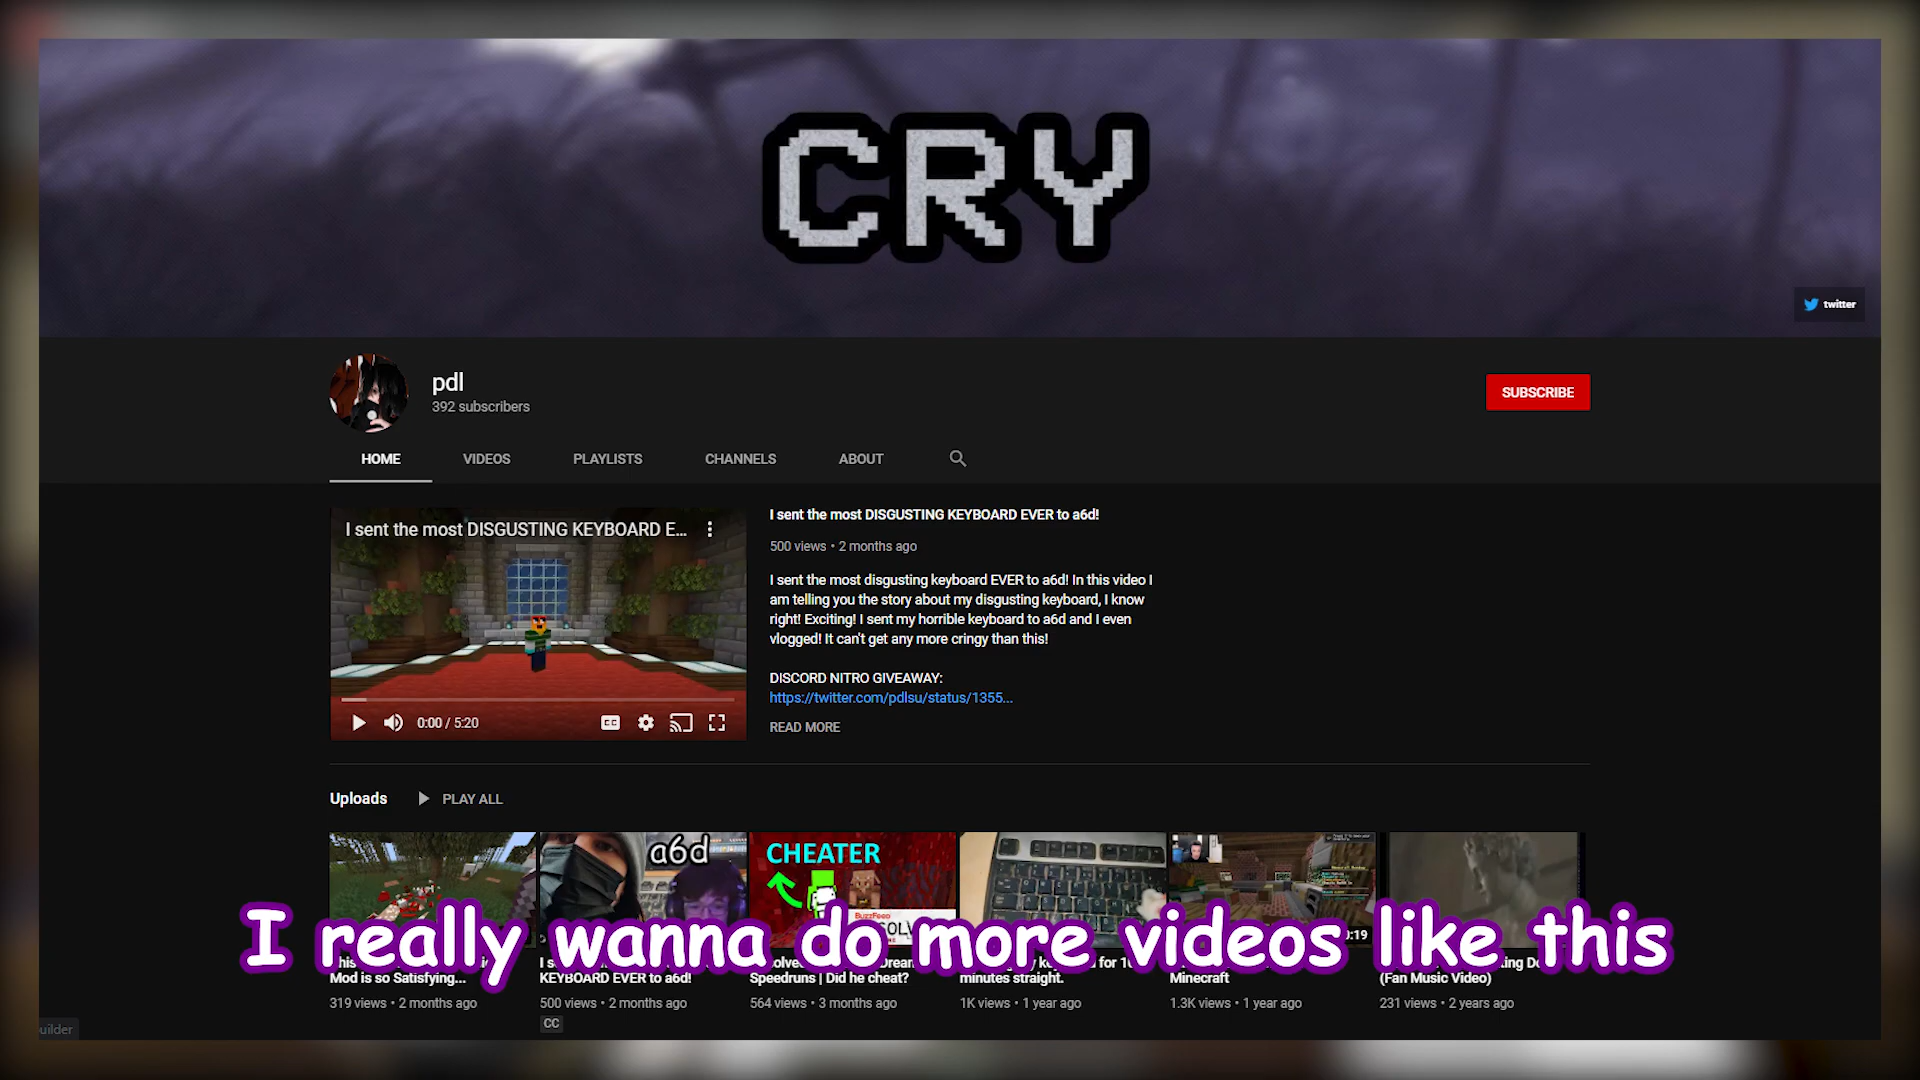 CRY
twitter
pdl
392 subscribers
SUBSCRIBE
HOME
VIDEOS
PLAYLISTS
CHANNELS
ABOUT
I sent the most DISGUSTING KEYBOARD E...
0:00 / 5:20
I sent the most DISGUSTING KEYBOARD EVER to a6d!
500 views • 2 months ago
I sent the most disgusting keyboard EVER to a6d! In this video I
am telling you the story about my disgusting keyboard, I know
right! Exciting! I sent my horrible keyboard to a6d and I even
vlogged! It can't get any more cringy than this!
DISCORD NITRO GIVEAWAY:
https://twitter.com/pdlsu/status/1355...
READ MORE
Uploads
PLAY ALL
a6d
CHEATER
BuzzFeed
I really wanna do more videos like this
Mod is so Satisfying...
319 views • 2 months ago
KEYBOARD EVER to a6d!
500 views • 2 months ago
CC
Speedruns | Did he cheat?
564 views • 3 months ago
minutes straight.
1K views • 1 year ago
Minecraft
1.3K views • 1 year ago
(Fan Music Video)
231 views • 2 years ago
uilder